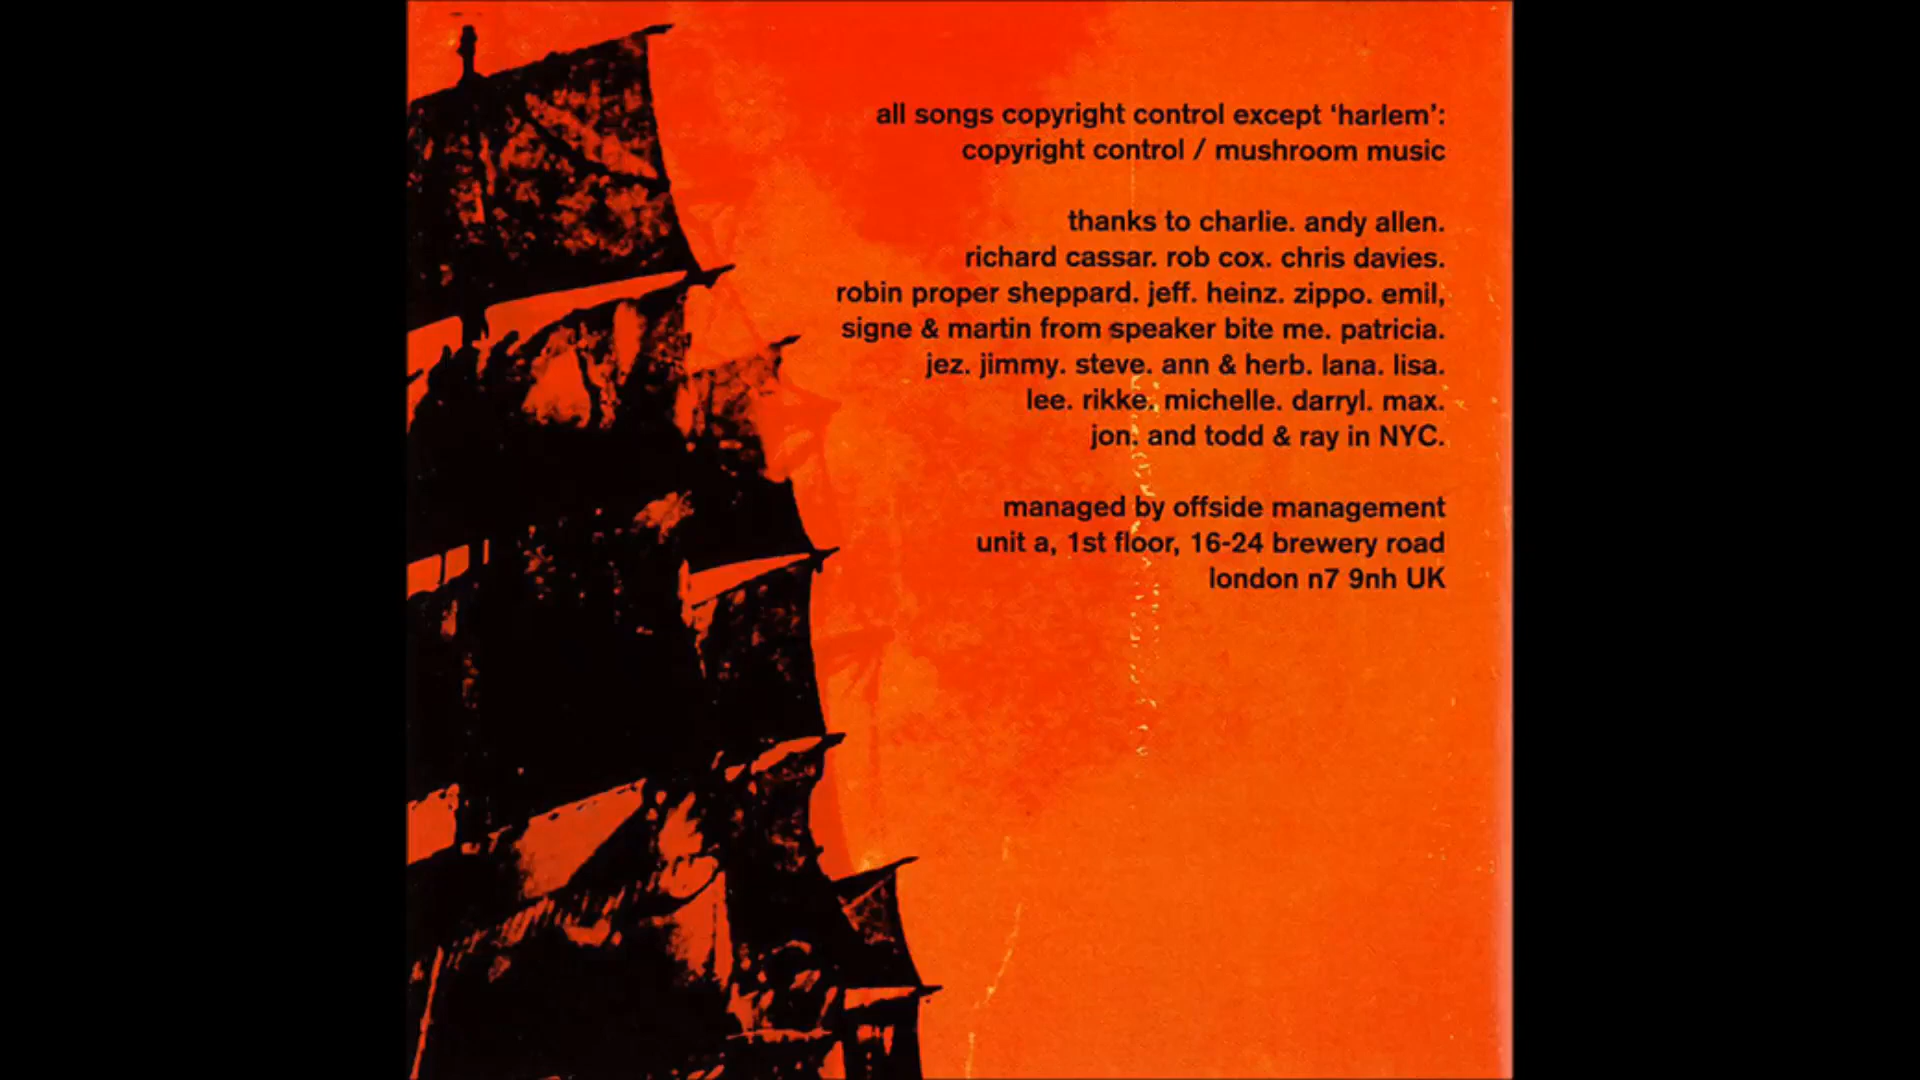 all songs copyright control except ‘harlem’:
copyright control / mushroom music
thanks to charlie. andy allen.
richard cassar. rob cox. chris davies.
robin proper sheppard. jeff. heinz. zippo. emil,
signe & martin from speaker bite me. patricia.
jez. jimmy. steve. ann & herb. lana. lisa.
lee. rikke. michelle. darryl. max.
jon. and todd & ray in NYC.
managed by offside management
unit a, 1st floor, 16-24 brewery road
london n7 9nh UK